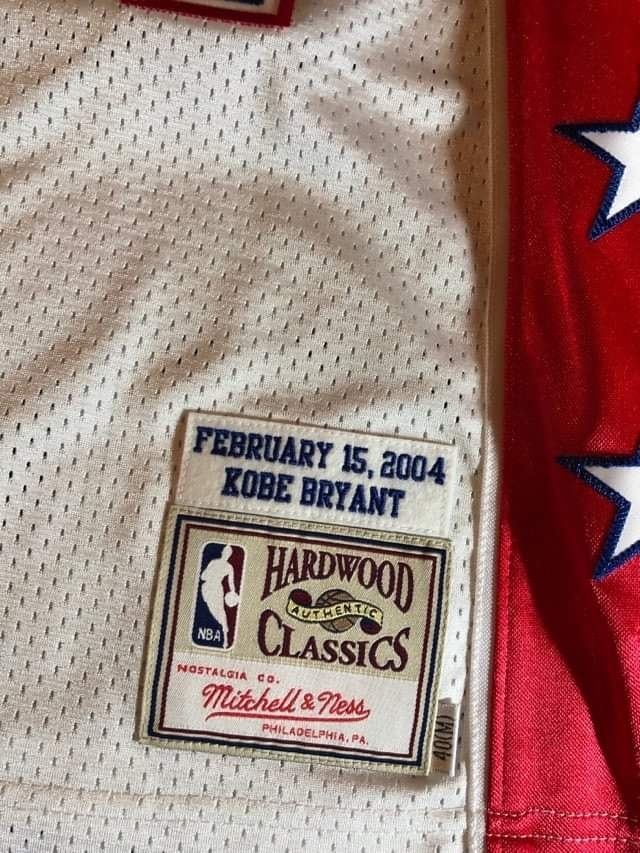 FEBRUARY 15, 2004
KOBE BRYANT
HARDWOOD
AUTHENTIC
CLASSICS
NBA
NOSTALGIA CO.
Mitchell & Ness
PHILADELPHIA, PA.
40(M)